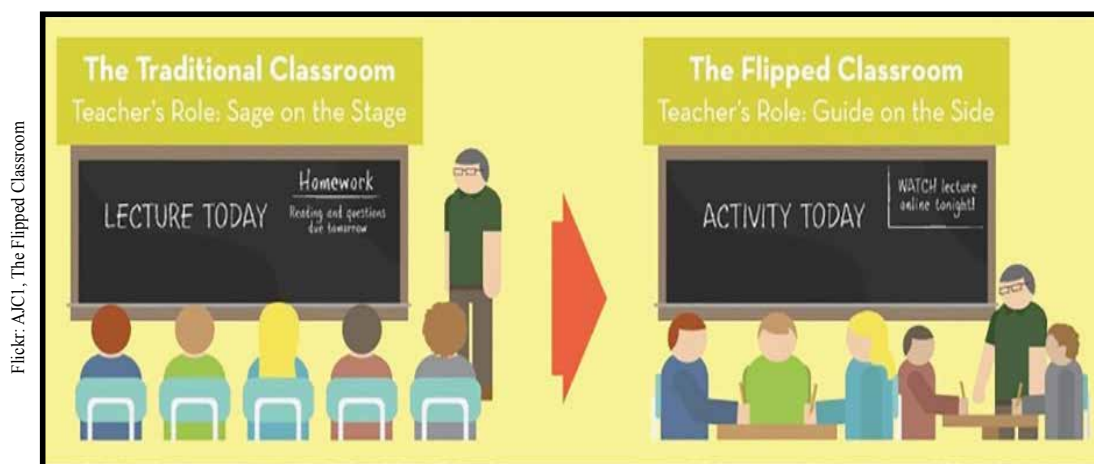 Flickr: AJC1, The Flipped Classroom
The Traditional Classroom
Teacher's Role: Sage on the Stage
LECTURE TODAY
Homework
Reading and questions
due tomorrow
The Flipped Classroom
Teacher's Role: Guide on the Side
ACTIVITY TODAY
WATCH lecture
online tonight!